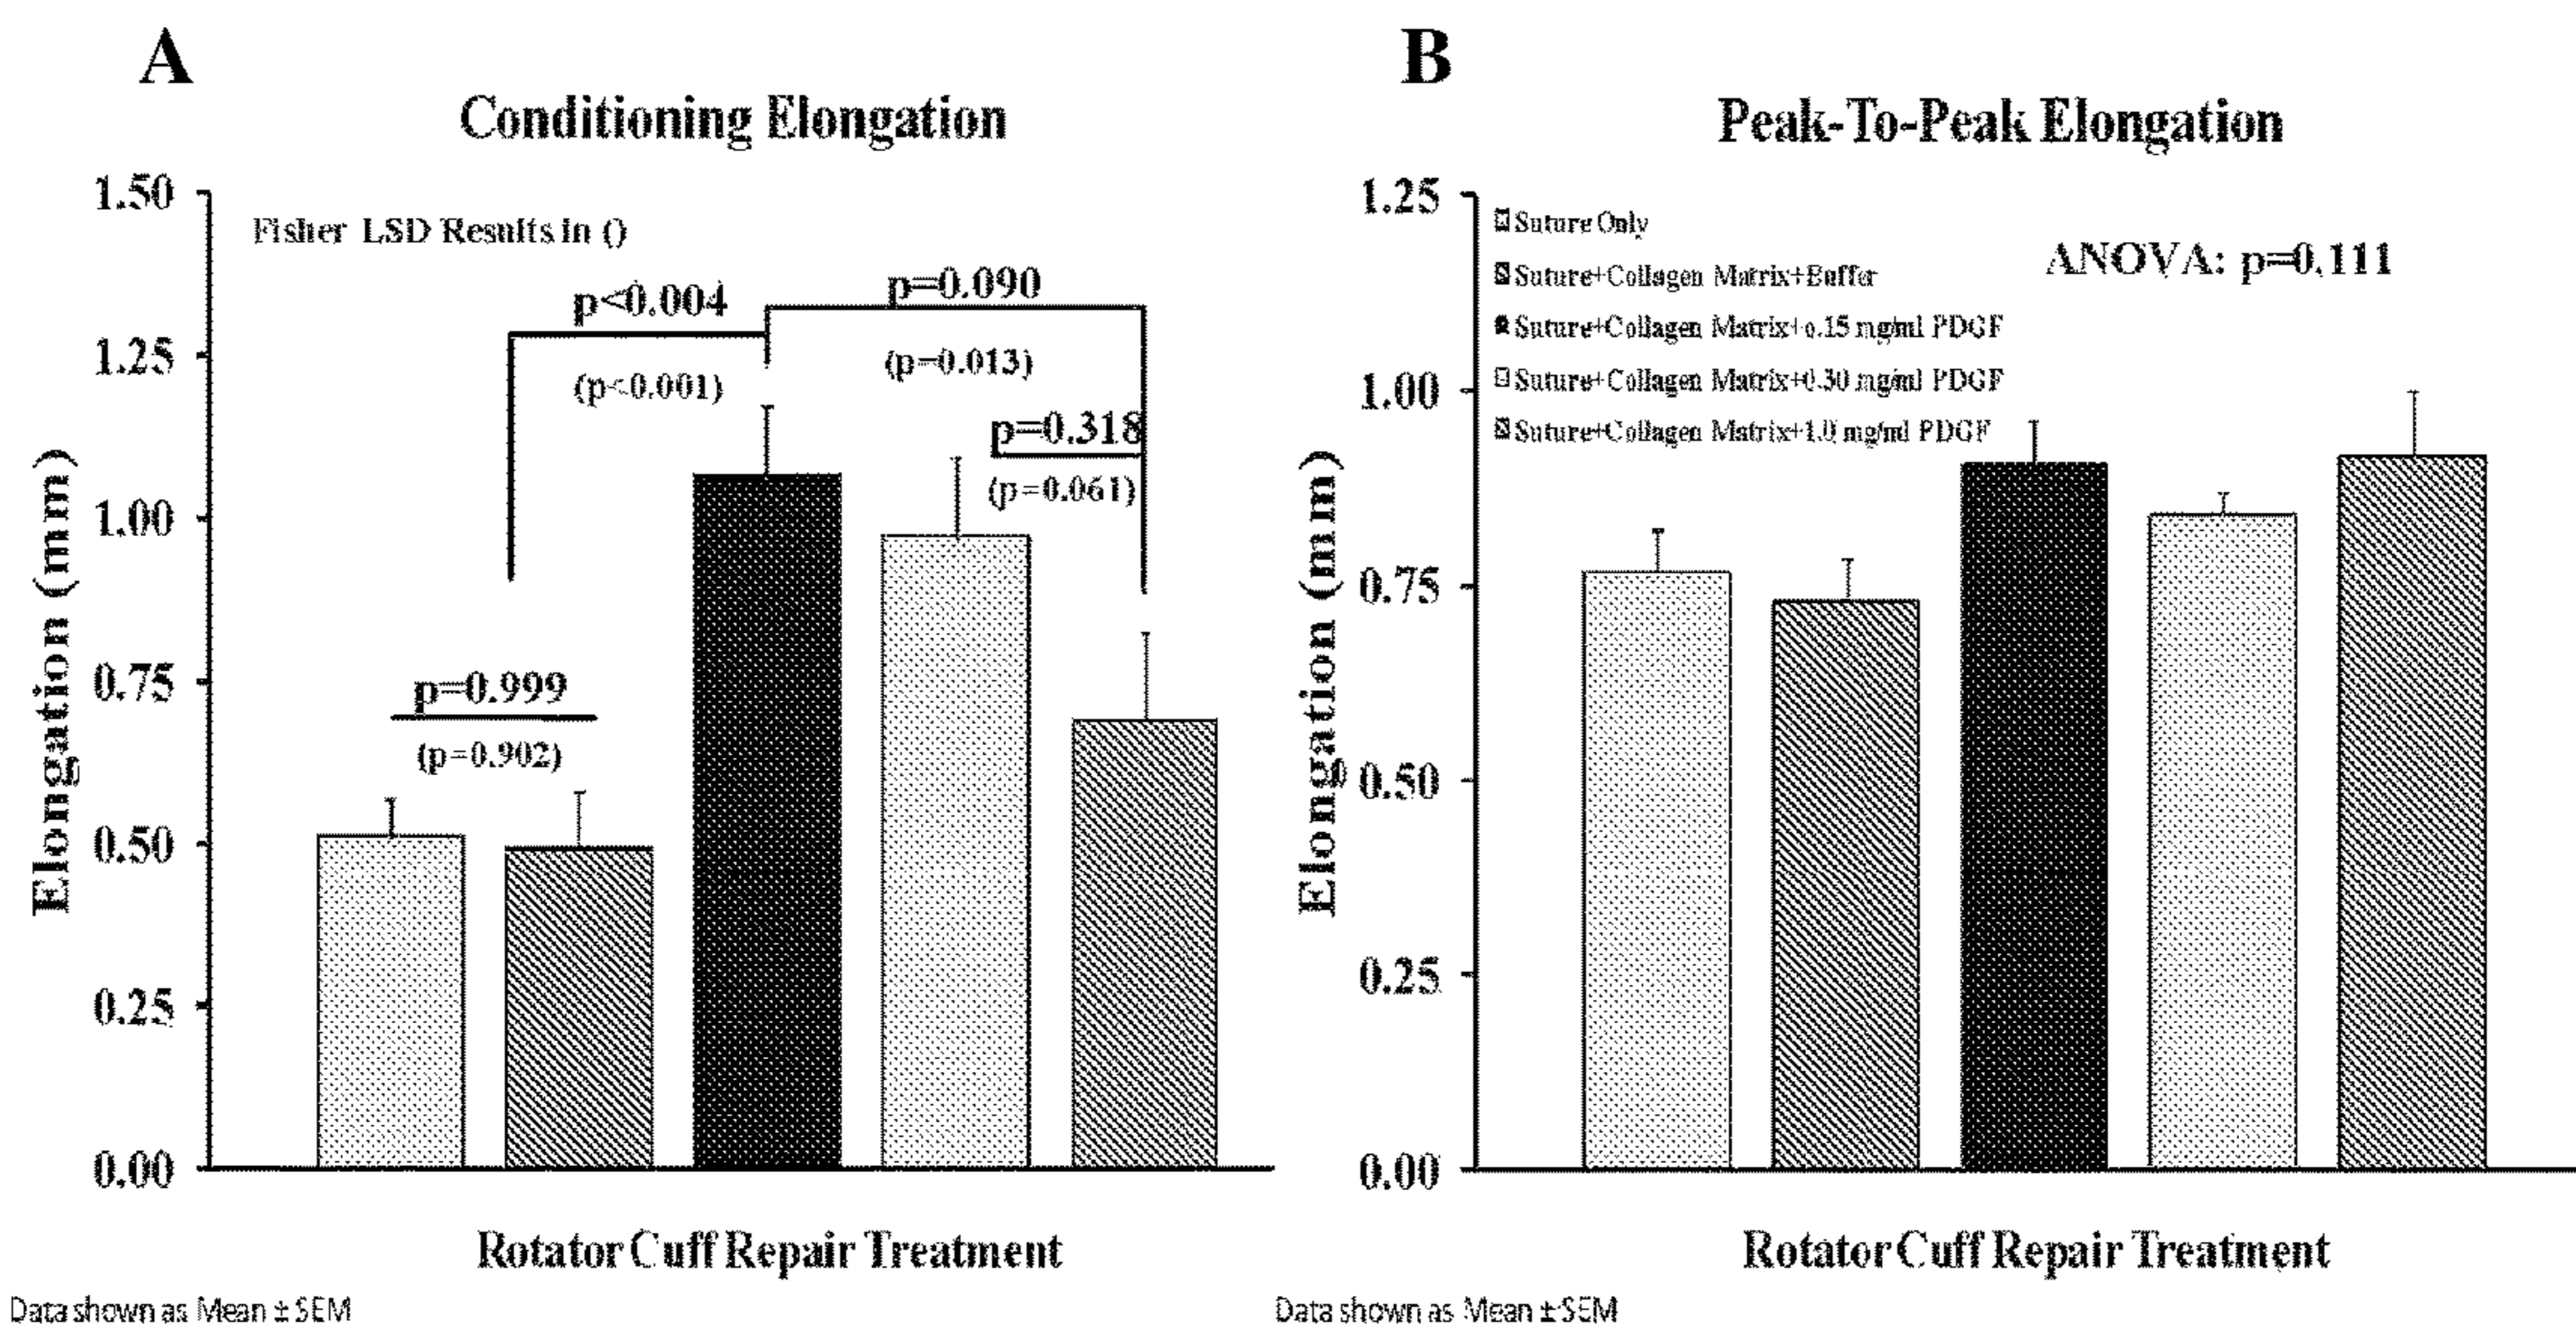 A
Conditioning Elongation
Fisher LSD Results in ()
p<0.004
(p<0.001)
p=0.090
(p=0.013)
p=0.318
(p=0.061)
p=0.999
(p=0.902)
1.50
1.25
1.00
0.75
0.50
0.25
0.00
Elongation (mm)
Rotator Cuff Repair Treatment
Data shown as Mean ± SEM
B
Peak-To-Peak Elongation
Suture Only
Suture+Collagen Matrix+Buffer
Suture+Collagen Matrix+0.15 mg/ml PDGF
Suture+Collagen Matrix+0.30 mg/ml PDGF
Suture+Collagen Matrix+1.0 mg/ml PDGF
ANOVA: p=0.111
1.25
1.00
0.75
0.50
0.25
0.00
Elongation (mm)
Rotator Cuff Repair Treatment
Data shown as Mean ± SEM